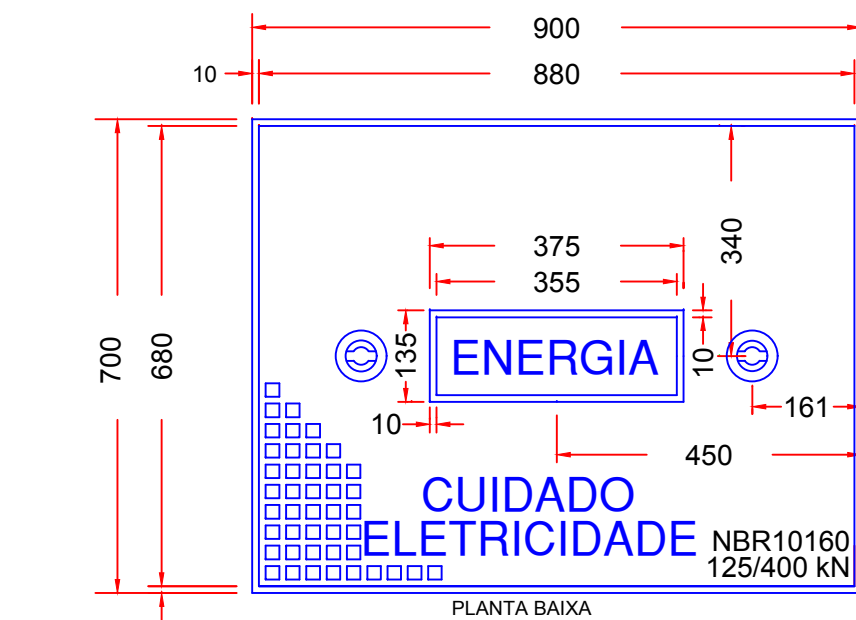 900
10
880
375
340
355
700
680
135
ENERGIA
10
161
10
450
CUIDADO
ELETRICIDADE
NBR10160
125/400 kN
PLANTA BAIXA